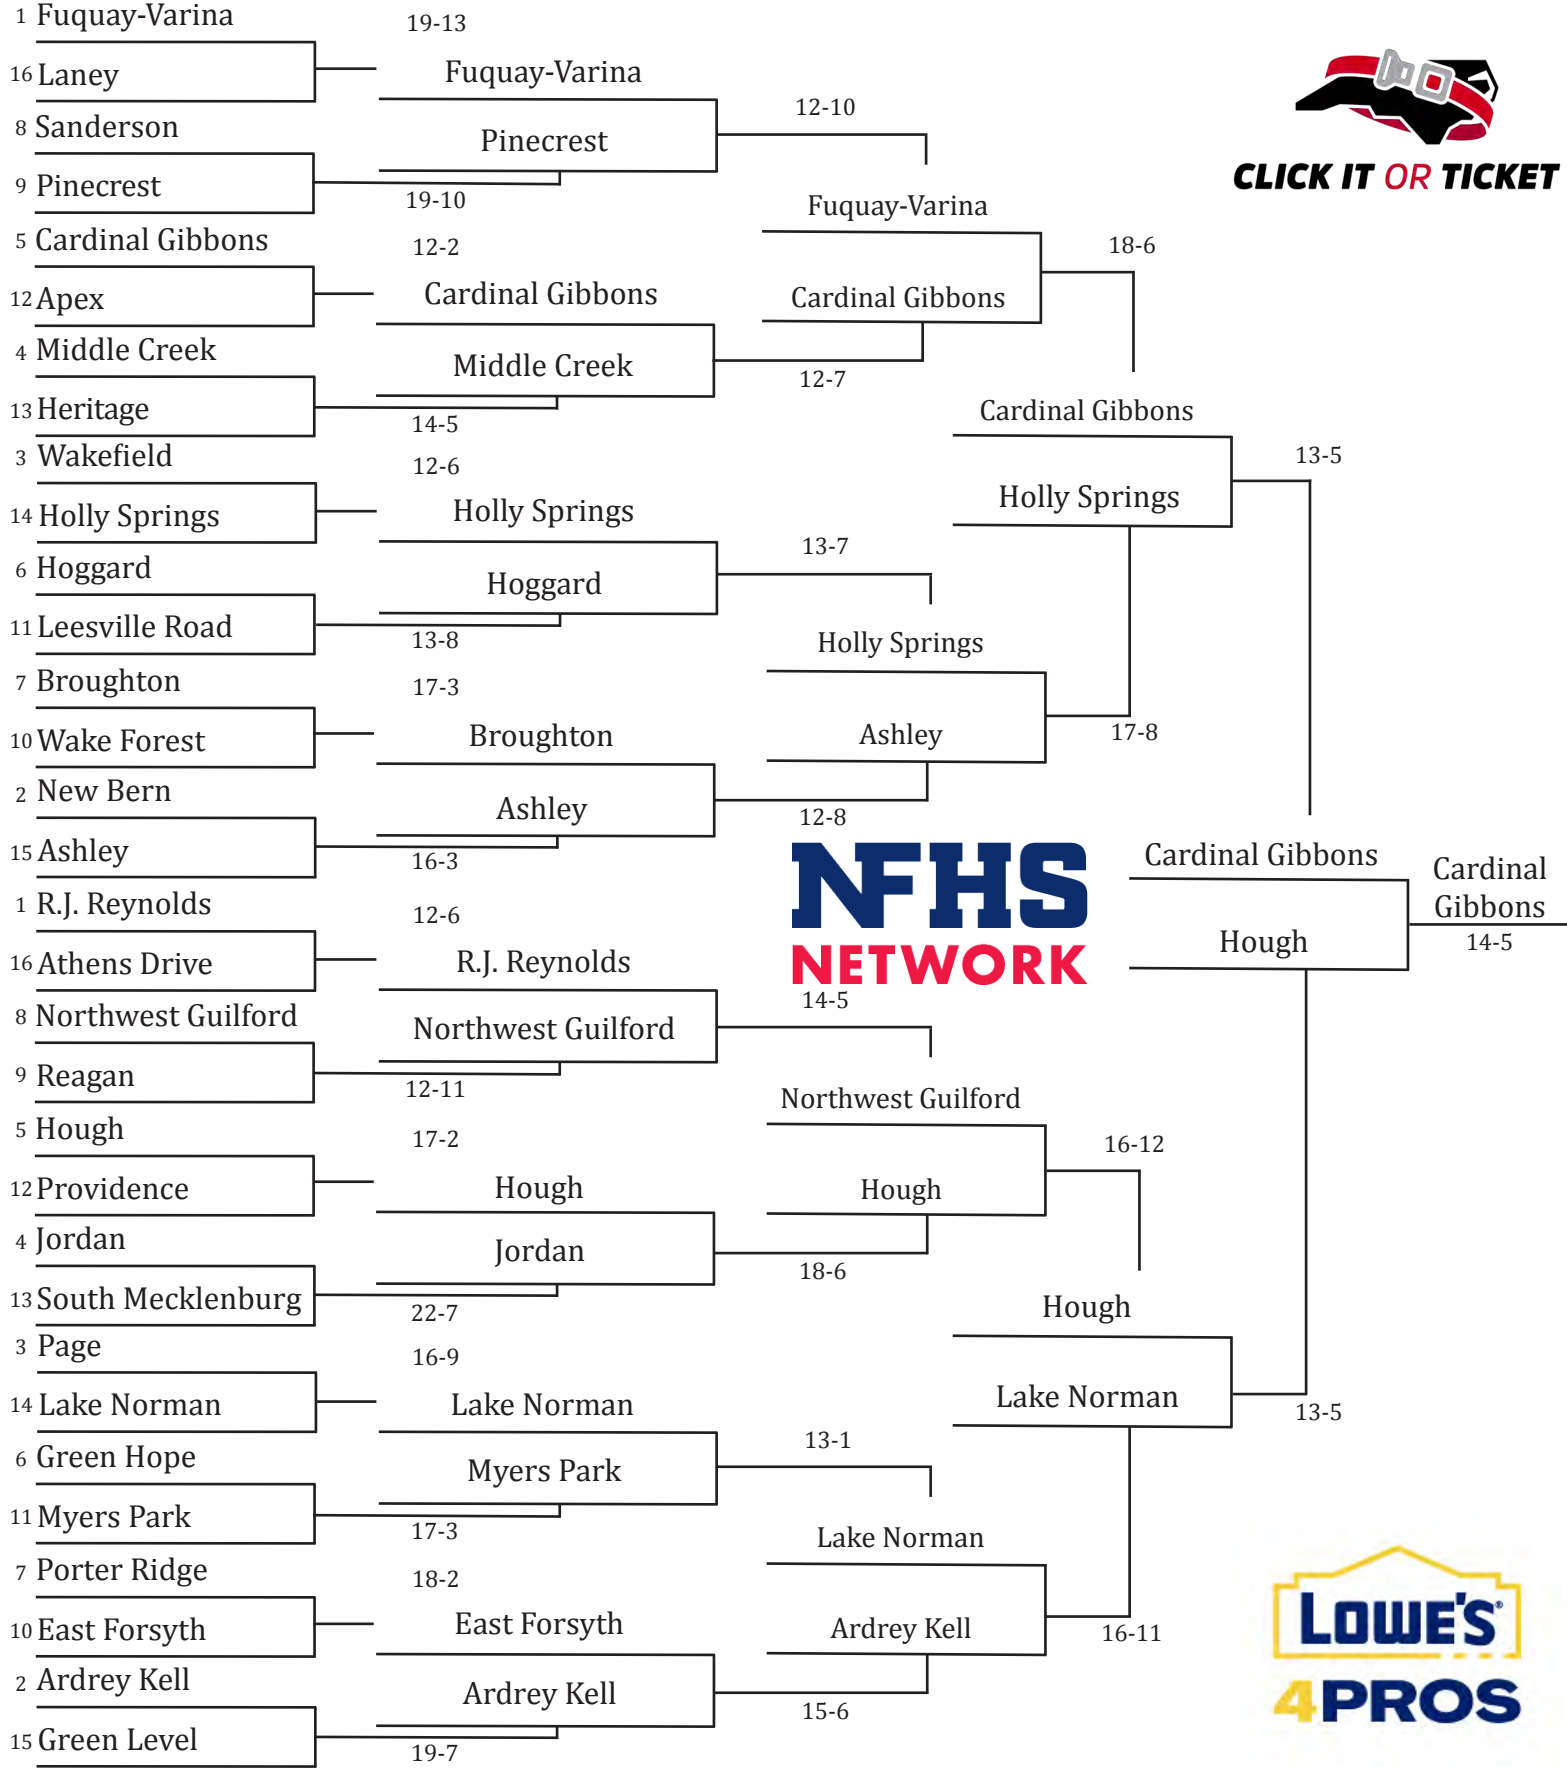 1 Fuquay-Varina
16 Laney
8 Sanderson
9 Pinecrest
5 Cardinal Gibbons
12 Apex
4 Middle Creek
13 Heritage
3 Wakefield
14 Holly Springs
6 Hoggard
11 Leesville Road
7 Broughton
10 Wake Forest
2 New Bern
15 Ashley
1 R.J. Reynolds
16 Athens Drive
8 Northwest Guilford
9 Reagan
5 Hough
12 Providence
4 Jordan
13 South Mecklenburg
3 Page
14 Lake Norman
6 Green Hope
11 Myers Park
7 Porter Ridge
10 East Forsyth
2 Ardrey Kell
15 Green Level
19-13
Fuquay-Varina
Pinecrest
19-10
12-2
Cardinal Gibbons
Middle Creek
14-5
12-6
Holly Springs
Hoggard
13-8
17-3
Broughton
Ashley
16-3
12-6
R.J. Reynolds
Northwest Guilford
12-11
17-2
Hough
Jordan
22-7
16-9
Lake Norman
Myers Park
17-3
18-2
East Forsyth
Ardrey Kell
19-7
12-10
Fuquay-Varina
Cardinal Gibbons
12-7
13-7
Holly Springs
Ashley
12-8
14-5
Northwest Guilford
Hough
18-6
13-1
Lake Norman
Ardrey Kell
15-6
18-6
Cardinal Gibbons
Holly Springs
17-8
16-12
Hough
Lake Norman
16-11
13-5
Cardinal Gibbons
Hough
13-5
Cardinal
Gibbons
14-5
CLICK IT OR TICKET
NFHS
NETWORK
LOWE'S
4PROS